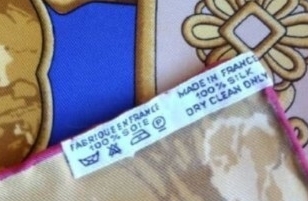 FABRIQUE EN FRANCE
100% SOIE
MADE IN FRANCE
100% SILK
DRY CLEAN ONLY